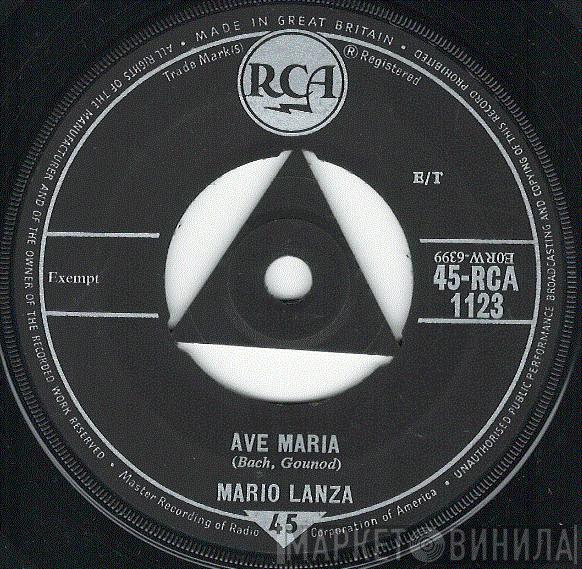 MADE IN GREAT BRITAIN
ALL RIGHTS OF THE MANUFACTURER AND OF THE OWNER OF THE RECORDED WORK RESERVED • UNAUTHORISED PUBLIC PERFORMANCE BROADCASTING AND COPYING OF THIS RECORD PROHIBITED
Trade Mark(s) ® Registered
RCA
E/T
Exempt
E0RW-6399
45-RCA
1123
AVE MARIA
(Bach, Gounod)
MARIO LANZA
45
Master Recording of Radio Corporation of America
МАРКЕТ ВИНИЛА